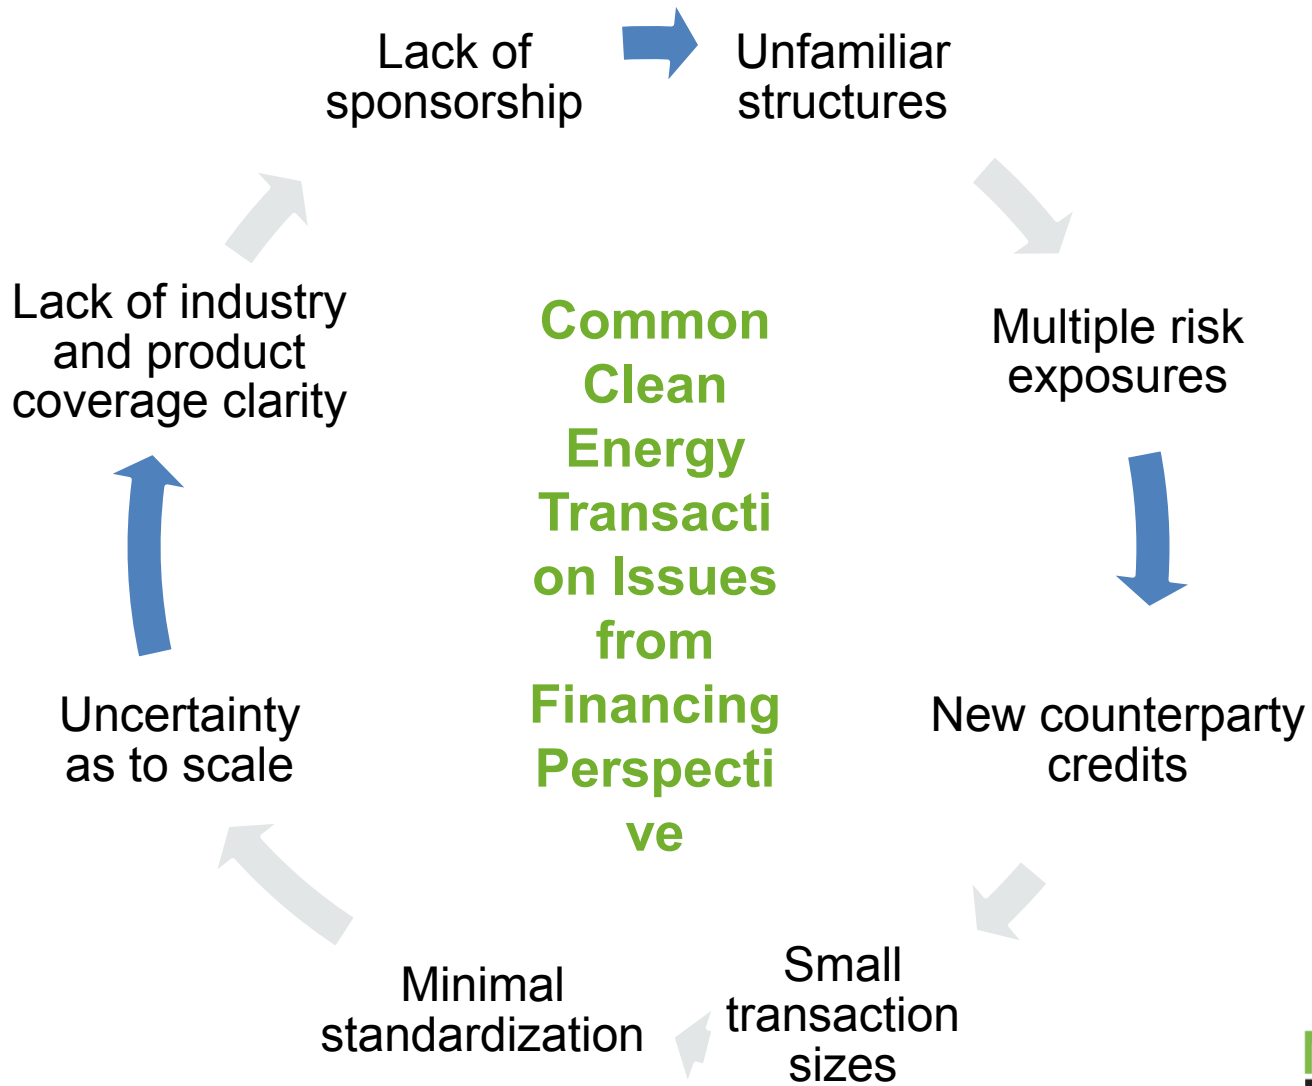 Lack of
sponsorship
Unfamiliar
structures
Multiple risk
exposures
New counterparty
credits
Small
transaction
sizes
Minimal
standardization
Uncertainty
as to scale
Lack of industry
and product
coverage clarity
Common
Clean
Energy
Transacti
on Issues
from
Financing
Perspecti
ve